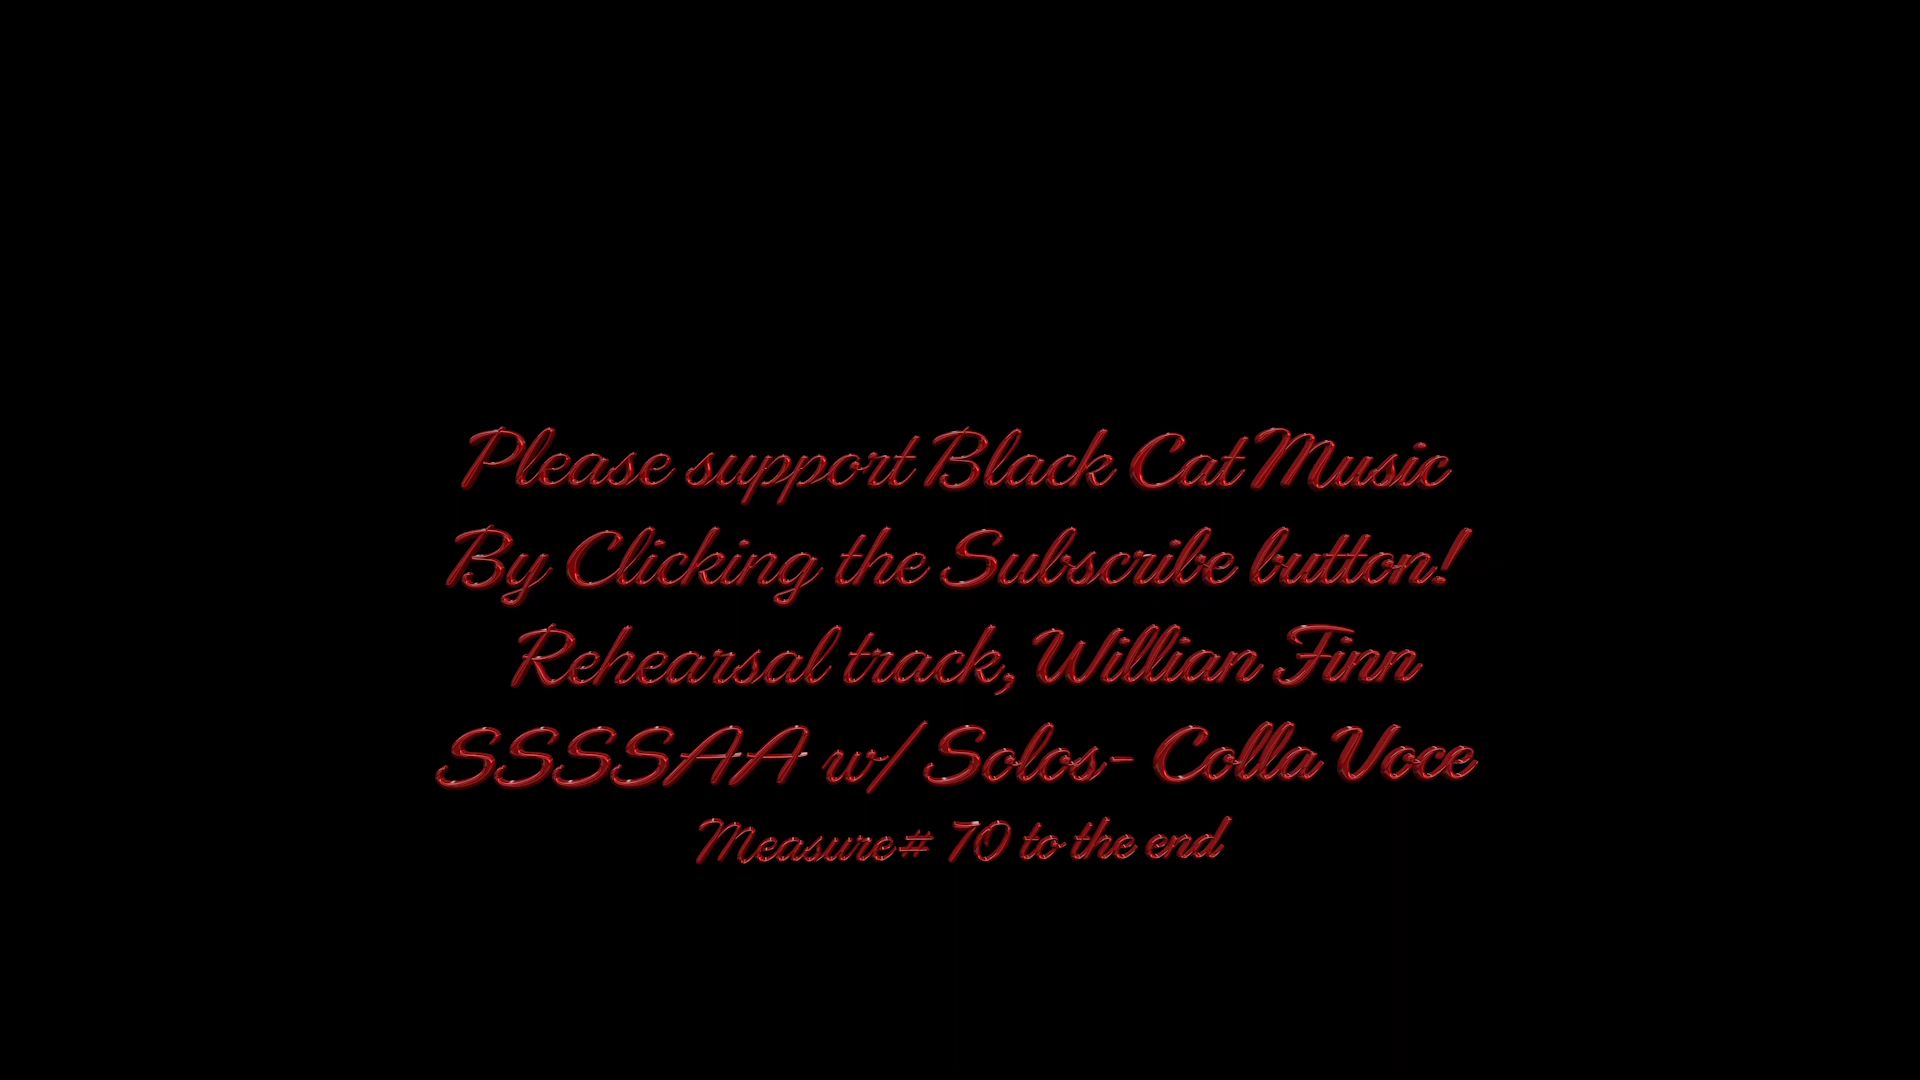 Please support Black Cat Music
By Clicking the Subscribe button!
Rehearsal track, Willian Finn
SSSSAA w/ Solos- Colla Voce
Measure# 70 to the end